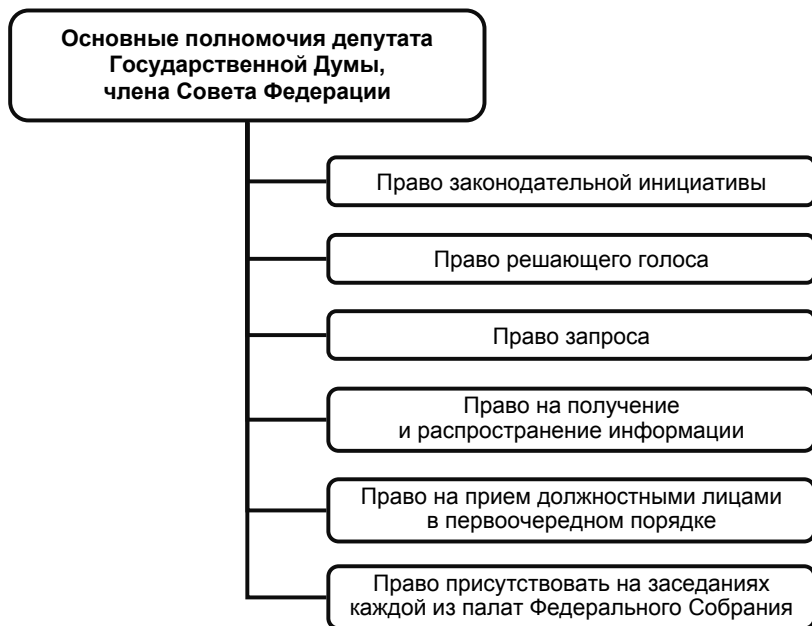 Основные полномочия депутата
Государственной Думы,
члена Совета Федерации
Право законодательной инициативы
Право решающего голоса
Право запроса
Право на получение
и распространение информации
Право на прием должностными лицами
в первоочередном порядке
Право присутствовать на заседаниях
каждой из палат Федерального Собрания